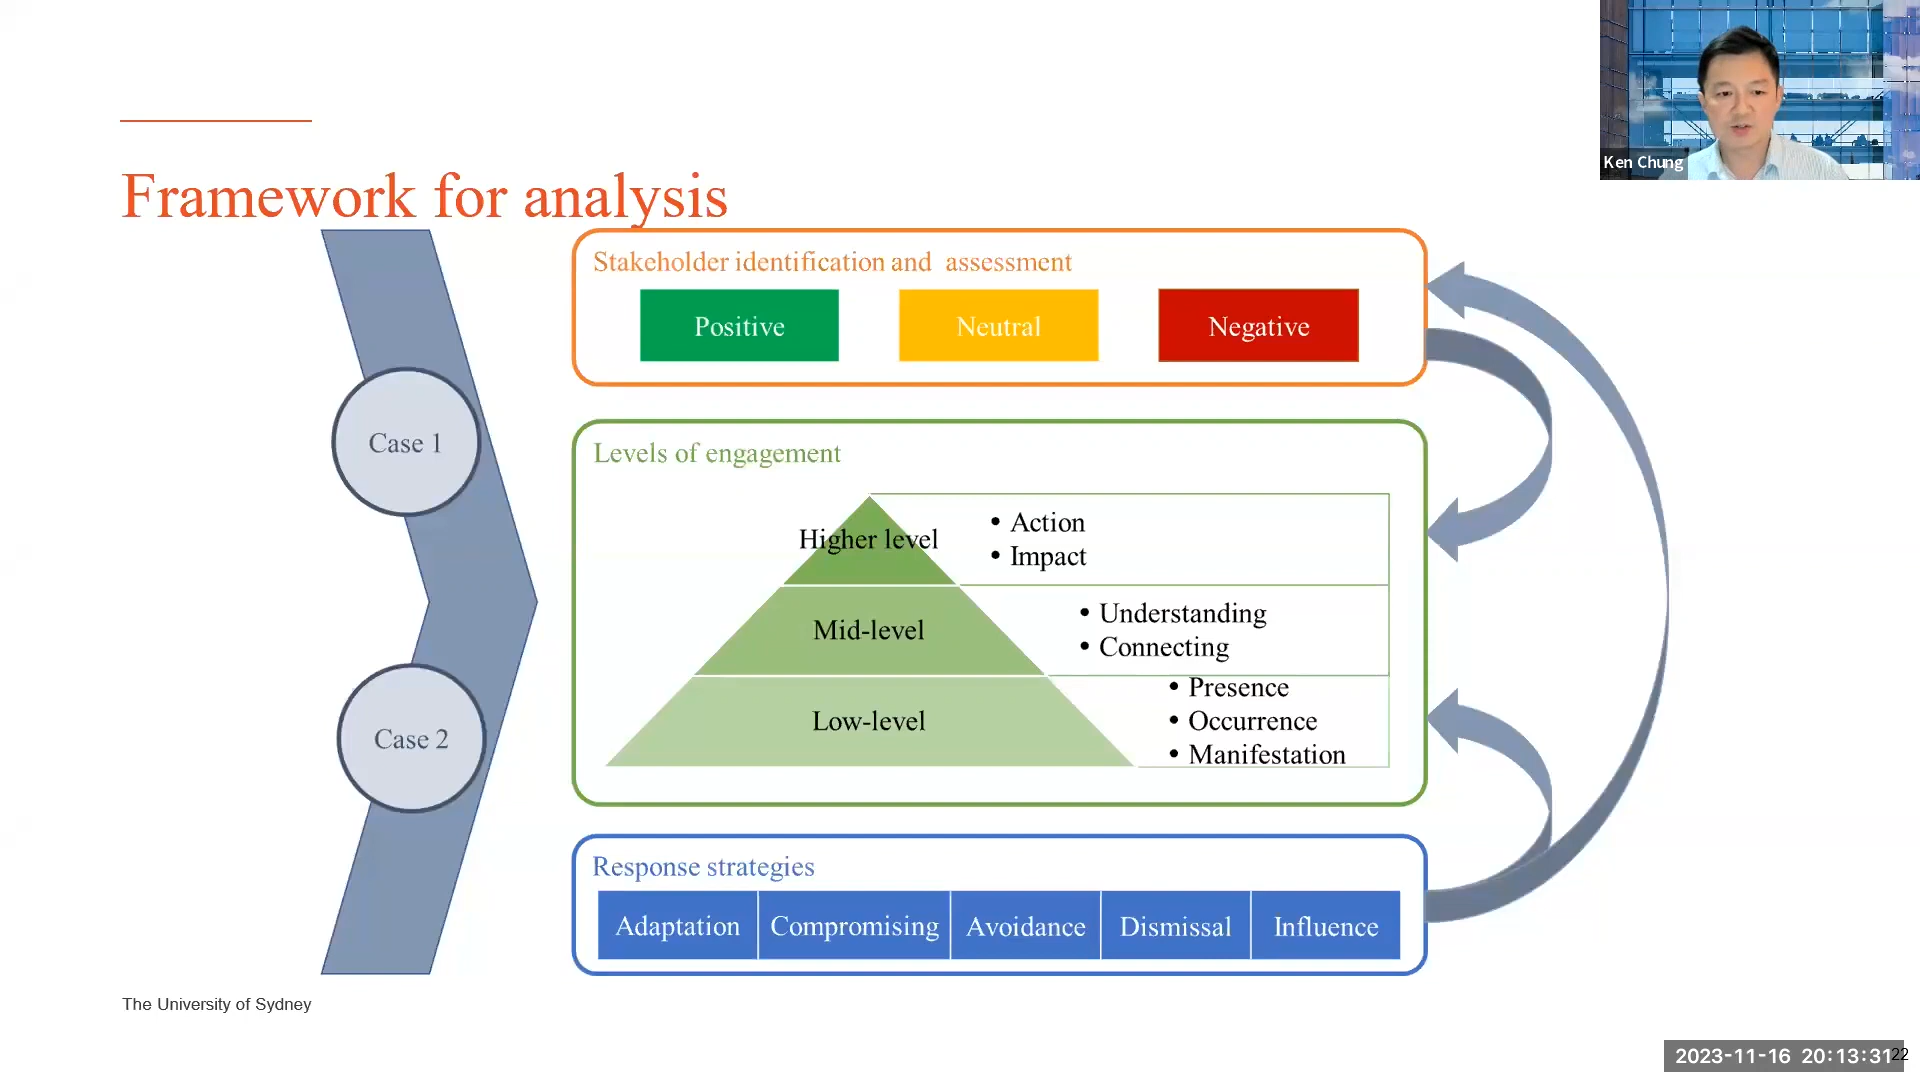 Ken Chung
Framework for analysis
Stakeholder identification and assessment
Positive
Neutral
Negative
Case 1
Case 2
Levels of engagement
Higher level
• Action
• Impact
Mid-level
• Understanding
• Connecting
Low-level
• Presence
• Occurrence
• Manifestation
Response strategies
Adaptation
Compromising
Avoidance
Dismissal
Influence
The University of Sydney
2023-11-16 20:13:31
22